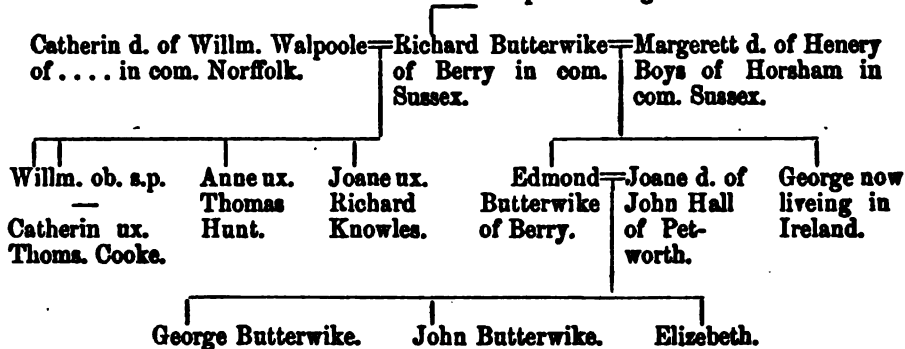 Catherin d. of Willm. Walpoole=Richard Butterwike=Margerett d. of Henery
of .... in com. Norffolk.
of Berry in com.
Sussex.
Boys of Horsham in
com. Sussex.
Willm. ob. s.p.
—
Catherin ux.
Thoms. Cooke.
Anne ux.
Thomas
Hunt.
Joane ux.
Richard
Knowles.
Edmond=Joane d. of
Butterwike
of Berry.
John Hall
of Pet-
worth.
George now
liveing in
Ireland.
George Butterwike.
John Butterwike.
Elizebeth.